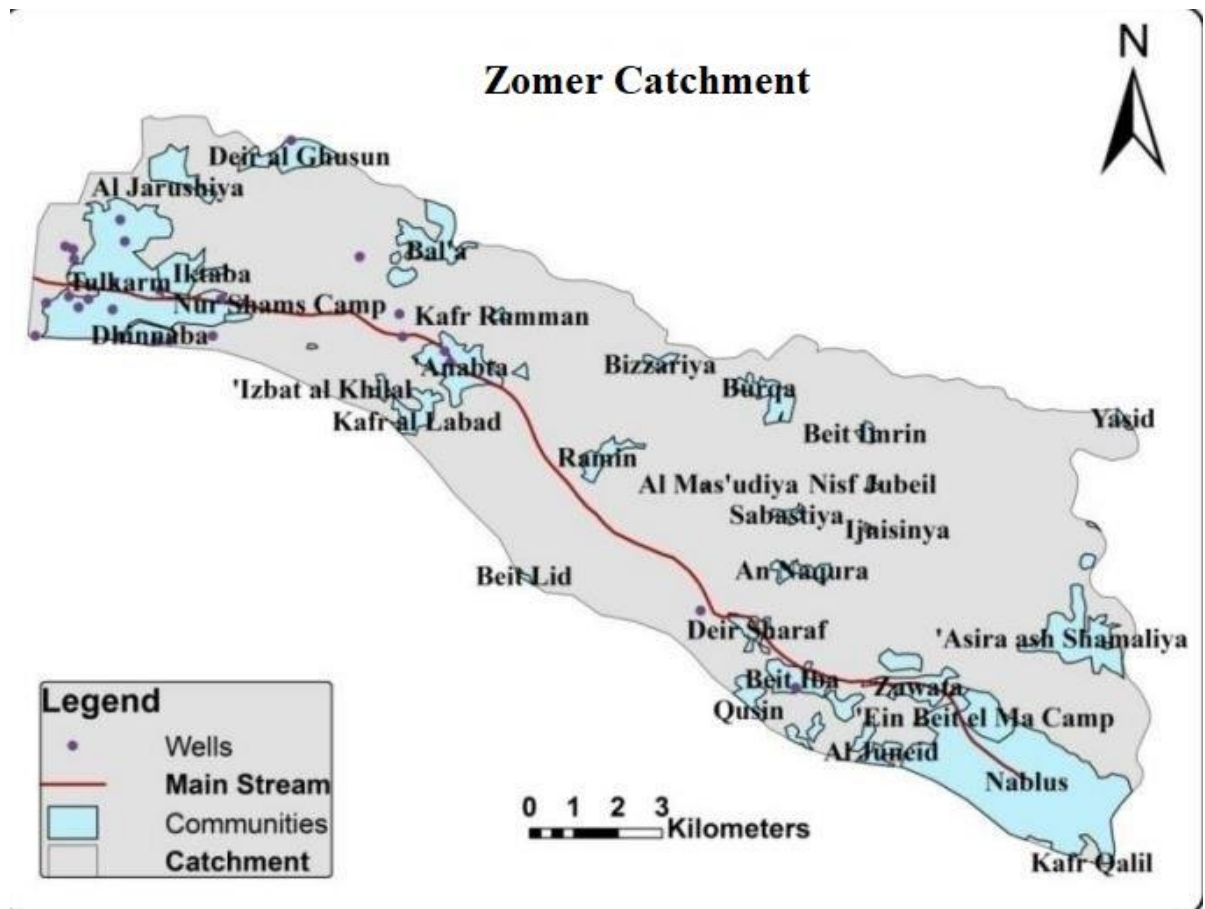 Zomer Catchment
N
Deir al Ghusun
Al Jarushiya
Bal'a
Tulkarm
Iktaba
Nur Shams Camp
Kafr Rumman
Dhinnaba
'Anabta
Bizzariya
Burqa
'Izbat al Khilal
Kafr al Labad
Beit Imrin
Yasid
Ramin
Al Mas'udiya
Nisf Jubeil
Sabastiya
Ijnisinya
Beit Lid
An Naqura
Deir Sharaf
'Asira ash Shamaliya
Beit Iba
Zawata
Qusin
'Ein Beit el Ma Camp
Al Juneid
Nablus
Kafr Qalil
Legend
Wells
Main Stream
Communities
Catchment
0 1 2 3
Kilometers